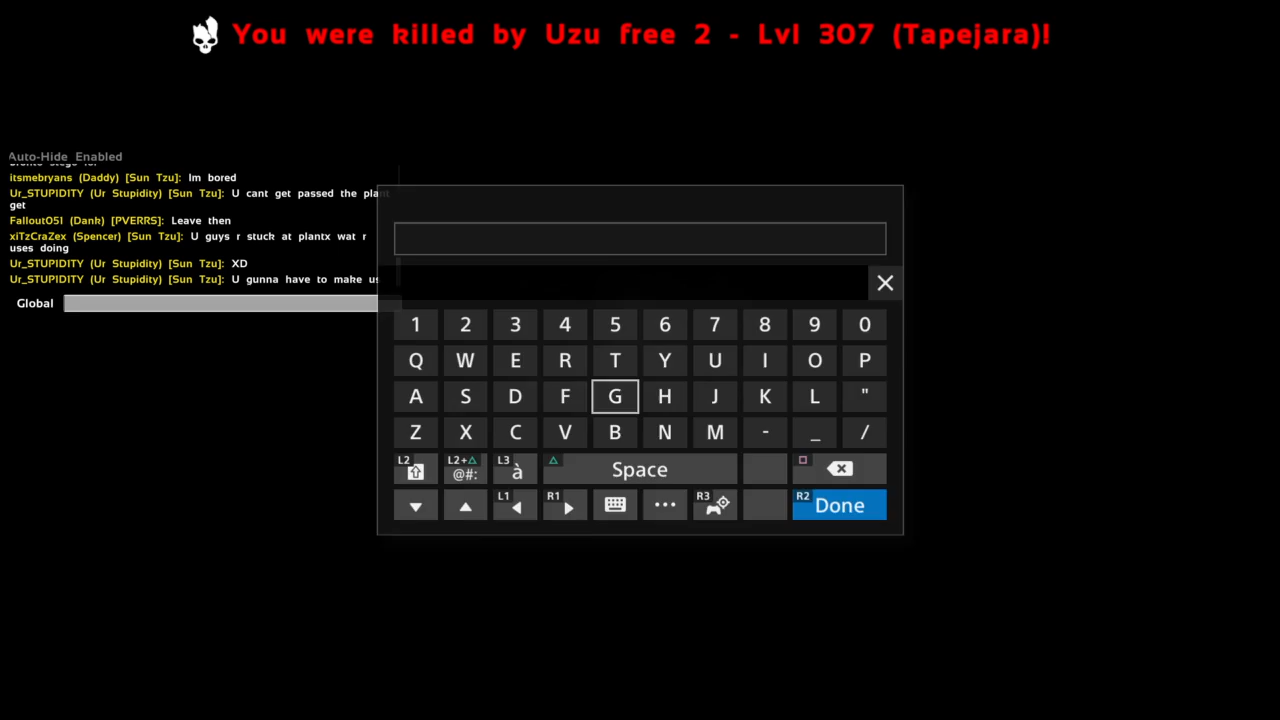 You were killed by Uzu free 2 - Lvl 307 (Tapejara)!
Auto-Hide Enabled
itsmebryans (Daddy) [Sun Tzu]: Im bored
Ur_STUPIDITY (Ur Stupidity) [Sun Tzu]: U cant get passed the plant
get
Fallout051 (Dank) [PVERRS]: Leave then
xiTzCraZex (Spencer) [Sun Tzu]: U guys r stuck at plantx wat r
uses doing
Ur_STUPIDITY (Ur Stupidity) [Sun Tzu]: XD
Ur_STUPIDITY (Ur Stupidity) [Sun Tzu]: U gunna have to make us
Global
1 2 3 4 5 6 7 8 9 0
Q W E R T Y U I O P
A S D F G H J K L "
Z X C V B N M - _ /
L2 L2+△ @#: L3 à Space
L1 R1 ... R3 R2 Done